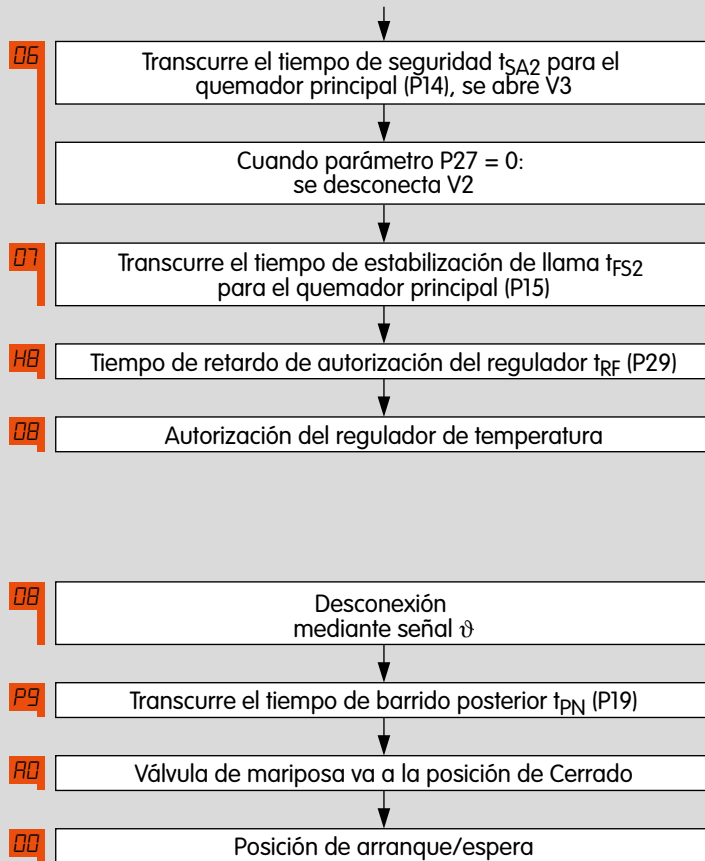 06
Transcurre el tiempo de seguridad tSA2 para el
quemador principal (P14), se abre V3
Cuando parámetro P27 = 0:
se desconecta V2
07
Transcurre el tiempo de estabilización de llama tFS2
para el quemador principal (P15)
H8
Tiempo de retardo de autorización del regulador tRF (P29)
08
Autorización del regulador de temperatura
08
Desconexión
mediante señal ϑ
P9
Transcurre el tiempo de barrido posterior tPN (P19)
A0
Válvula de mariposa va a la posición de Cerrado
00
Posición de arranque/espera